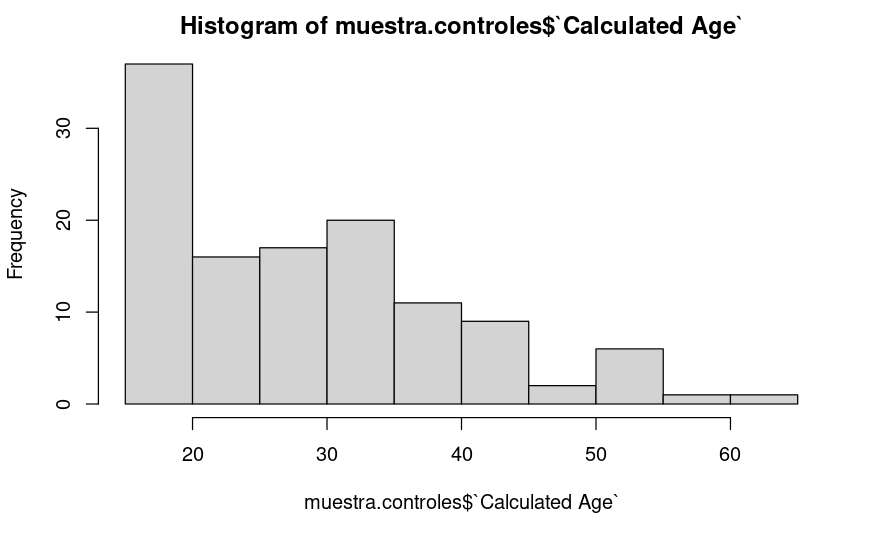 Histogram of muestra.controles$`Calculated Age`
Frequency
30
20
10
0
20 30 40 50 60
muestra.controles$`Calculated Age`